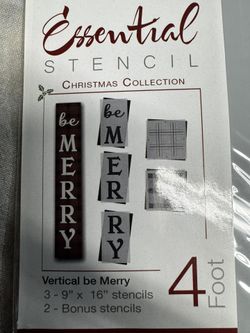 Essential
STENCIL
CHRISTMAS COLLECTION
be
MERRY
be
MERRY
Vertical be Merry
3 - 9" x 16" stencils
2 - Bonus stencils
4
Foot